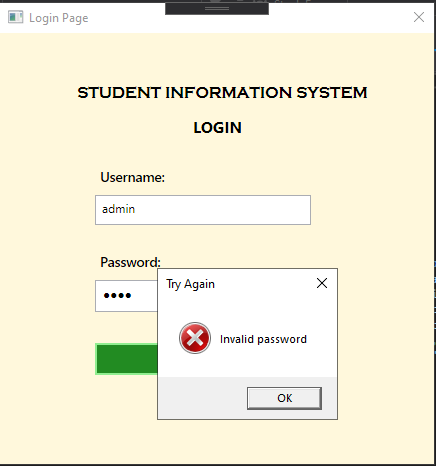 Login Page
STUDENT INFORMATION SYSTEM
LOGIN
Username:
admin
Password:
••••
Try Again
Invalid password
OK